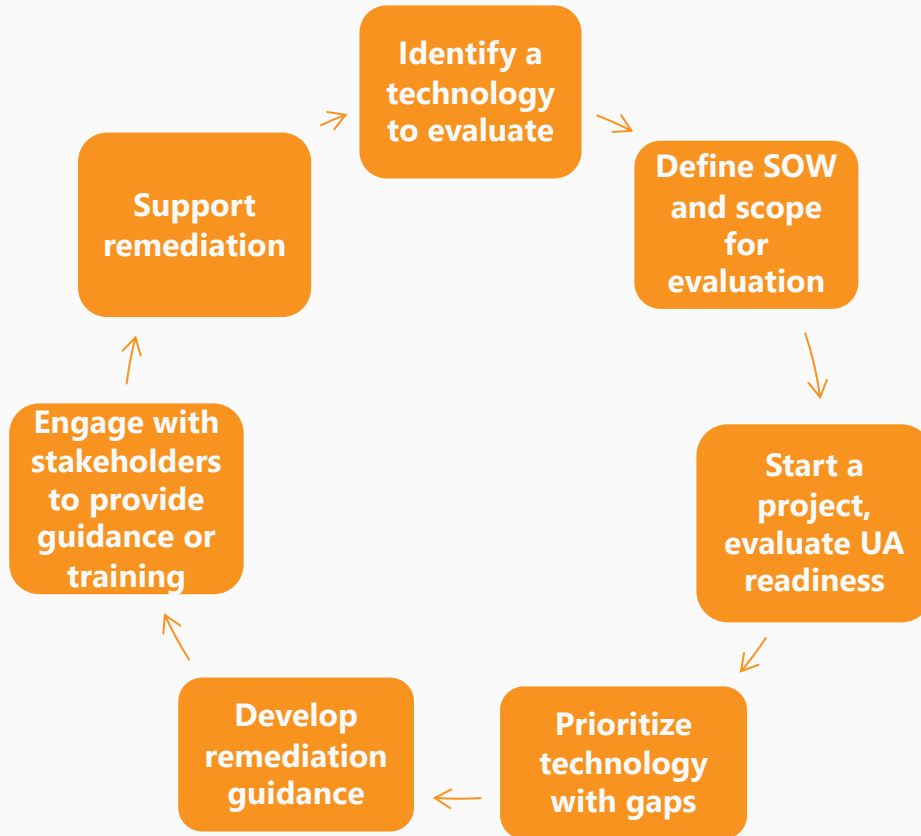 Identify a
technology
to evaluate
Define SOW
and scope
for
evaluation
Start a
project,
evaluate UA
readiness
Prioritize
technology
with gaps
Develop
remediation
guidance
Engage with
stakeholders
to provide
guidance or
training
Support
remediation